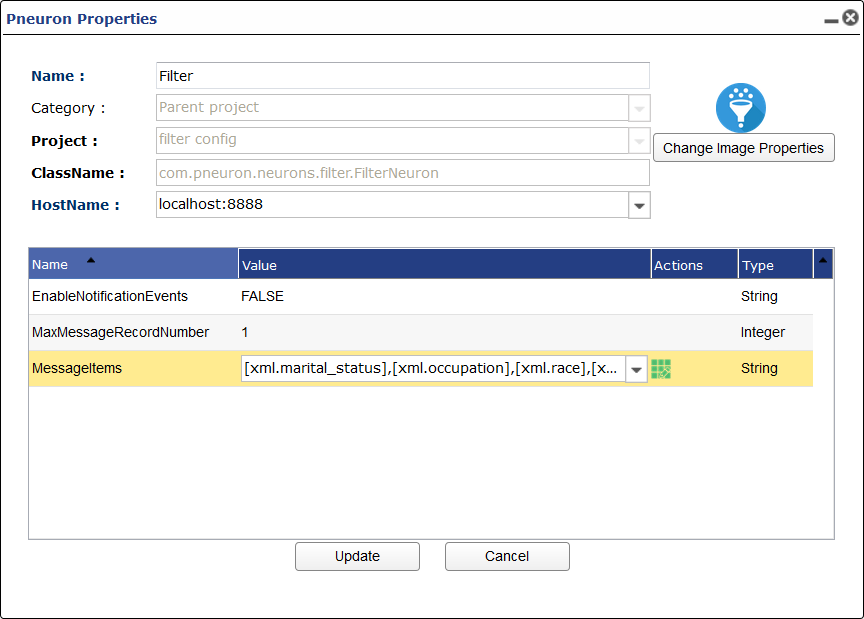 Pneuron Properties
Name : Filter
Category : Parent project
Project : filter config
Change Image Properties
ClassName : com.pneuron.neurons.filter.FilterNeuron
HostName : localhost:8888
Name Value Actions Type
EnableNotificationEvents FALSE String
MaxMessageRecordNumber 1 Integer
MessageItems [xml.marital_status],[xml.occupation],[xml.race],[x... String
Update Cancel